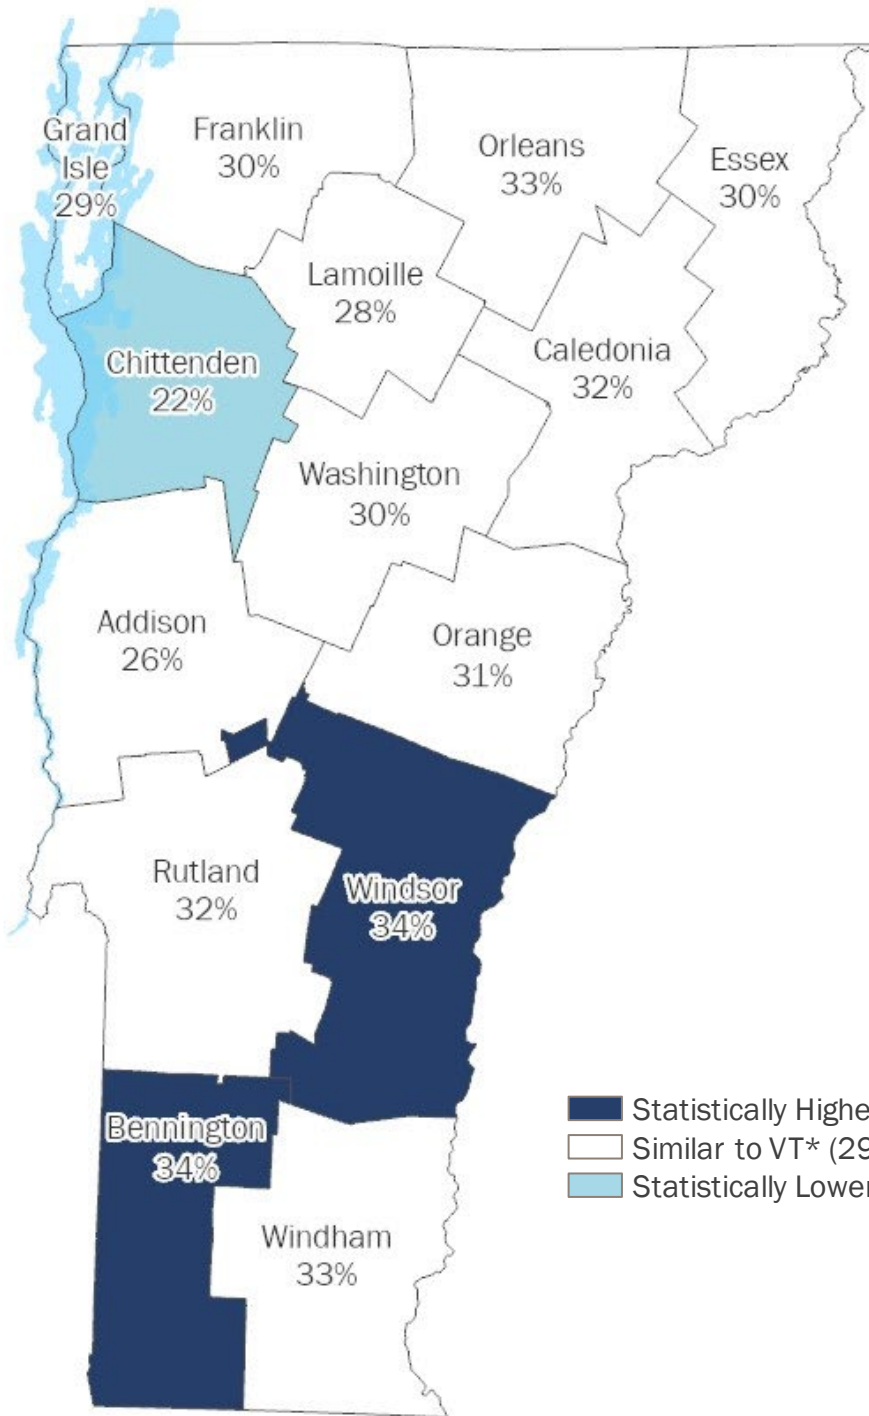 Grand
Isle
29%
Franklin
30%
Orleans
33%
Essex
30%
Lamoille
28%
Chittenden
22%
Caledonia
32%
Washington
30%
Addison
26%
Orange
31%
Rutland
32%
Windsor
34%
Bennington
34%
Windham
33%
Statistically Highe
Similar to VT* (29
Statistically Lower